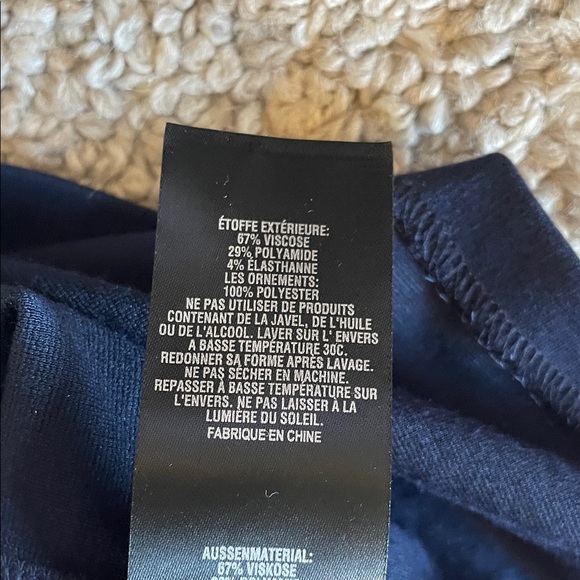 ÉTOFFE EXTÉRIEURE:
67% VISCOSE
29% POLYAMIDE
4% ÉLASTHANNE
LES ORNEMENTS:
100% POLYESTER
NE PAS UTILISER DE PRODUITS
CONTENANT DE LA JAVEL, DE L'HUILE
OU DE L'ALCOOL. LAVER SUR L' ENVERS
A BASSE TEMPÉRATURE 30C.
REDONNER SA FORME APRÈS LAVAGE.
NE PAS SÉCHER EN MACHINE.
REPASSER À BASSE TEMPÉRATURE SUR
L'ENVERS. NE PAS LAISSER À LA
LUMIÈRE DU SOLEIL.
FABRIQUE EN CHINE
AUSSENMATERIAL:
67% VISKOSE